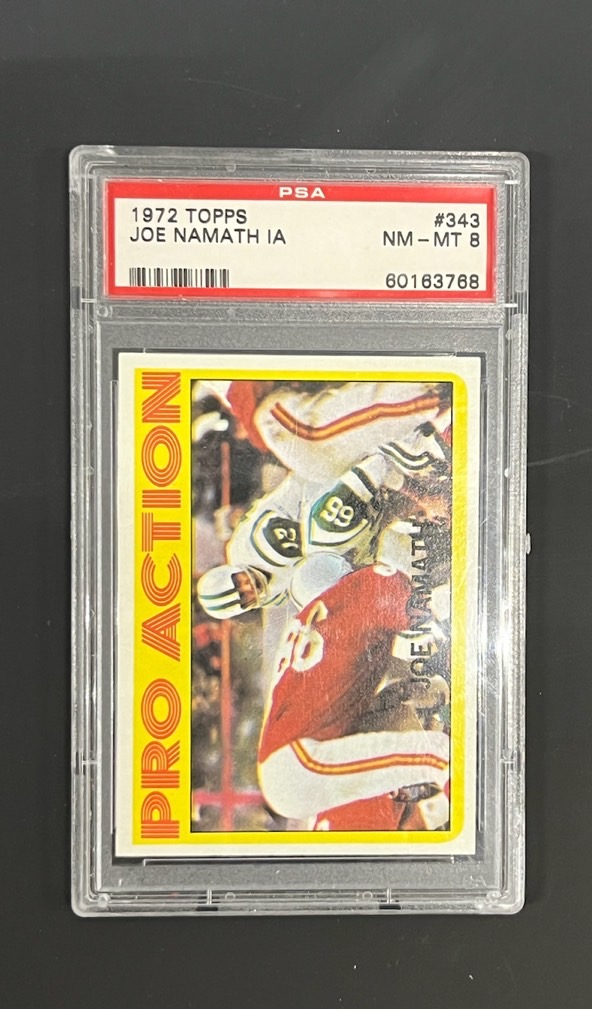 PSA
1972 TOPPS #343
JOE NAMATH IA NM-MT 8
60163768
PRO ACTION
JOE NAMATH